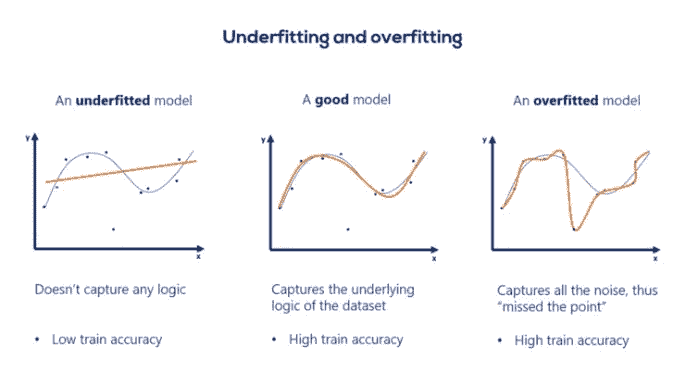 Underfitting and overfitting
An underfitted model
A good model
An overfitted model
y
x
y
x
y
x
Doesn't capture any logic
Captures the underlying
logic of the dataset
Captures all the noise, thus
"missed the point"
• Low train accuracy
• High train accuracy
• High train accuracy